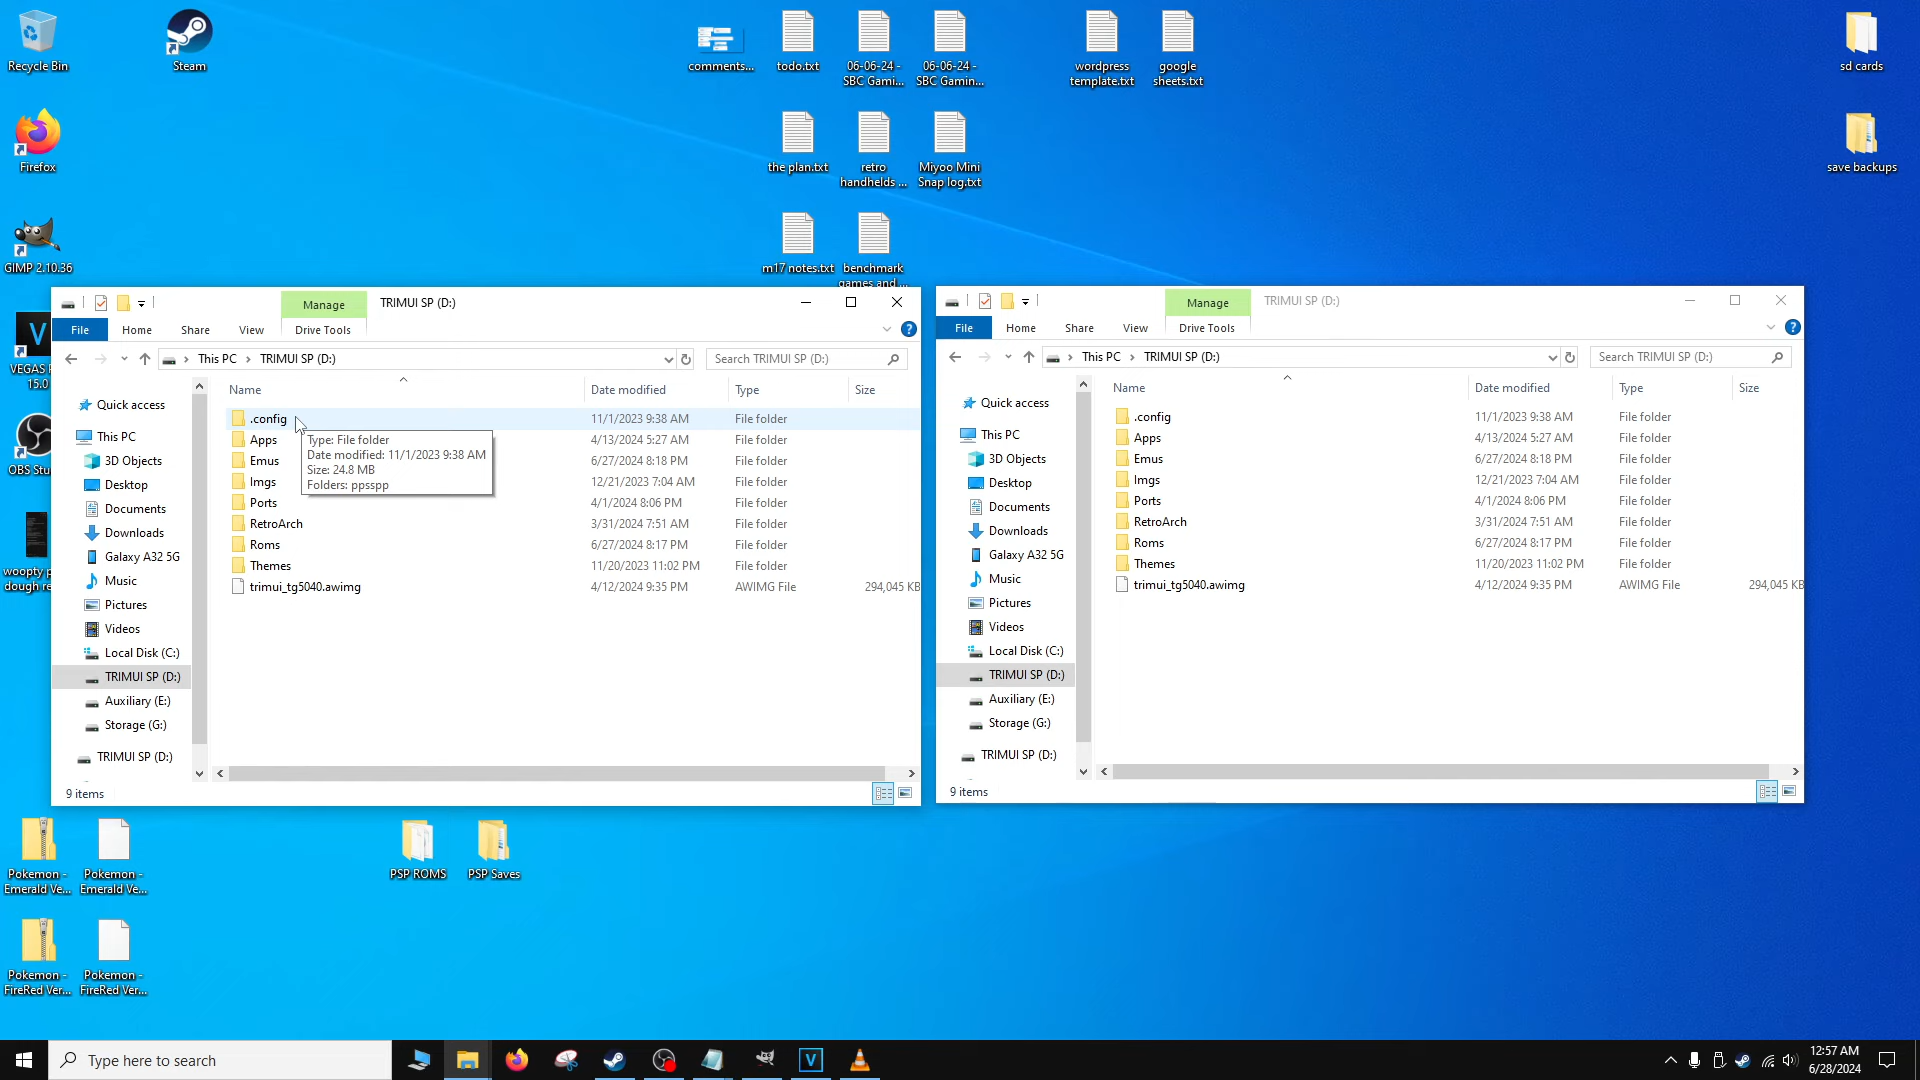 Recycle Bin
Steam
comments...
todo.txt
06-06-24 -
SBC Gami...
06-06-24 -
SBC Gamin...
wordpress
template.txt
google
sheets.txt
sd cards
Firefox
the plan.txt
retro
handhelds ...
Miyoo Mini
Snap log.txt
save backups
GIMP 2.10.36
m17 notes.txt
benchmark
games and ...
VEGAS P
15.0
OBS Stu
woopty p
dough re
Manage
TRIMUI SP (D:)
File
Home
Share
View
Drive Tools
This PC
TRIMUI SP (D:)
Search TRIMUI SP (D:)
Quick access
This PC
3D Objects
Desktop
Documents
Downloads
Galaxy A32 5G
Music
Pictures
Videos
Local Disk (C:)
TRIMUI SP (D:)
Auxiliary (E:)
Storage (G:)
TRIMUI SP (D:)
Name Date modified Type Size
.config 11/1/2023 9:38 AM File folder
Apps 4/13/2024 5:27 AM File folder
Emus 6/27/2024 8:18 PM File folder
Imgs 12/21/2023 7:04 AM File folder
Ports 4/1/2024 8:06 PM File folder
RetroArch 3/31/2024 7:51 AM File folder
Roms 6/27/2024 8:17 PM File folder
Themes 11/20/2023 11:02 PM File folder
trimui_tg5040.awimg 4/12/2024 9:35 PM AWIMG File 294,045 KB
Type: File folder
Date modified: 11/1/2023 9:38 AM
Size: 24.8 MB
Folders: ppsspp
9 items
Manage
TRIMUI SP (D:)
File
Home
Share
View
Drive Tools
This PC
TRIMUI SP (D:)
Search TRIMUI SP (D:)
Quick access
This PC
3D Objects
Desktop
Documents
Downloads
Galaxy A32 5G
Music
Pictures
Videos
Local Disk (C:)
TRIMUI SP (D:)
Auxiliary (E:)
Storage (G:)
TRIMUI SP (D:)
Name Date modified Type Size
.config 11/1/2023 9:38 AM File folder
Apps 4/13/2024 5:27 AM File folder
Emus 6/27/2024 8:18 PM File folder
Imgs 12/21/2023 7:04 AM File folder
Ports 4/1/2024 8:06 PM File folder
RetroArch 3/31/2024 7:51 AM File folder
Roms 6/27/2024 8:17 PM File folder
Themes 11/20/2023 11:02 PM File folder
trimui_tg5040.awimg 4/12/2024 9:35 PM AWIMG File 294,045 KB
9 items
Pokemon -
Emerald Ve...
Pokemon -
Emerald Ve...
PSP ROMS
PSP Saves
Pokemon -
FireRed Ver...
Pokemon -
FireRed Ver...
Type here to search
V
12:57 AM
6/28/2024